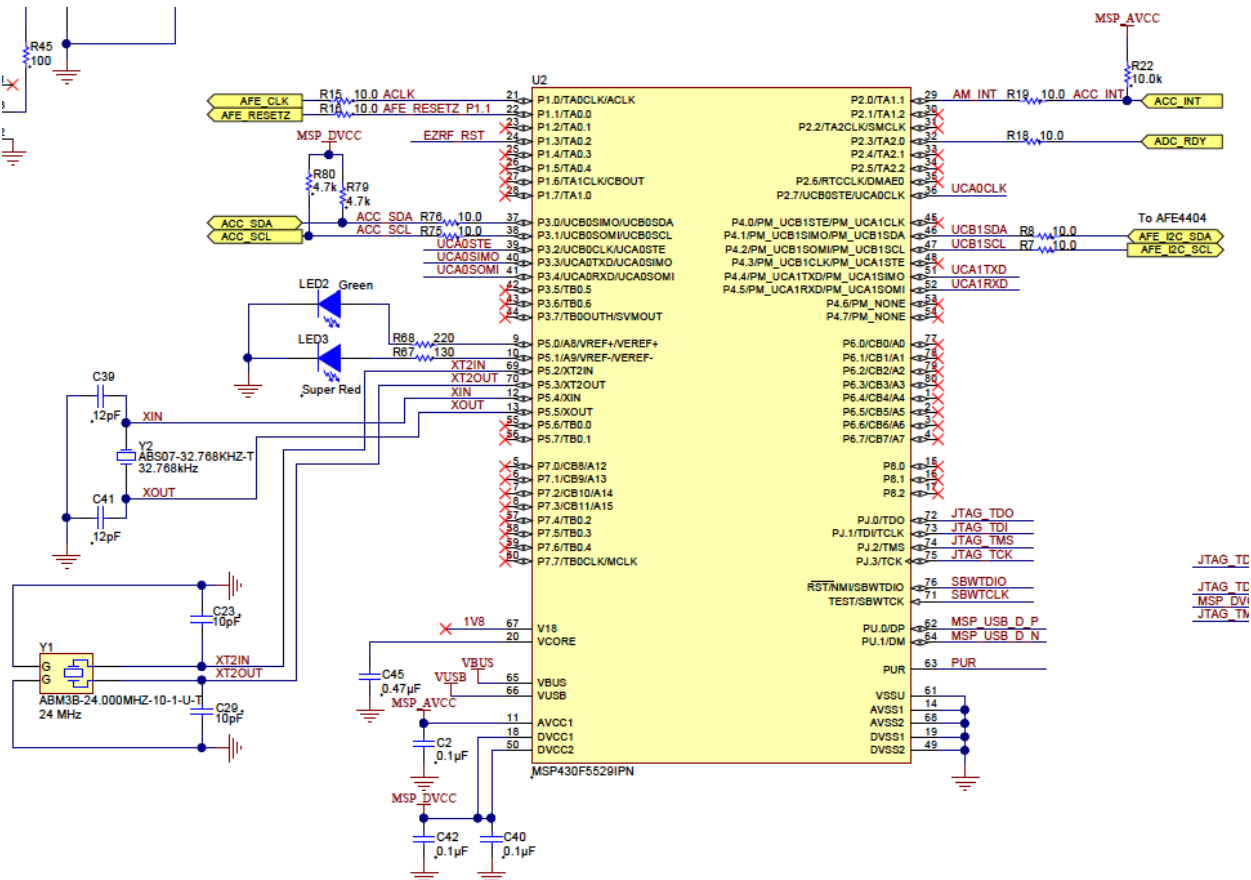 R45
100
MSP_AVCC
R22
10.0k
U2
AFE_CLK
R15 10.0 ACLK 21 P1.0/TA0CLK/ACLK
AFE_RESETZ
R16 10.0 AFE_RESETZ_P1.1 22 P1.1/TA0.0
23 P1.2/TA0.1
EZRF_RST 24 P1.3/TA0.2
25 P1.4/TA0.3
26 P1.5/TA0.4
27 P1.6/TA1CLK/CBOUT
28 P1.7/TA1.0
P2.0/TA1.1 29 AM_INT R19 10.0 ACC_INT
ACC_INT
P2.1/TA1.2 30
P2.2/TA2CLK/SMCLK 31
P2.3/TA2.0 32 R18 10.0
ADC_RDY
P2.4/TA2.1 33
P2.5/TA2.2 34
P2.6/RTCCLK/DMAE0 35
P2.7/UCB0STE/UCA0CLK 36 UCA0CLK
MSP_DVCC
R80
4.7k
R79
4.7k
ACC_SDA
ACC_SDA R76 10.0 37 P3.0/UCB0SIMO/UCB0SDA
ACC_SCL
ACC_SCL R75 10.0 38 P3.1/UCB0SOMI/UCB0SCL
UCA0STE 39 P3.2/UCB0CLK/UCA0STE
UCA0SIMO 40 P3.3/UCA0TXD/UCA0SIMO
UCA0SOMI 41 P3.4/UCA0RXD/UCA0SOMI
42 P3.5/TB0.5
43 P3.6/TB0.6
44 P3.7/TB0OUTH/SVMOUT
To AFE4404
P4.0/PM_UCB1STE/PM_UCA1CLK 45
P4.1/PM_UCB1SIMO/PM_UCB1SDA 46 UCB1SDA R8 10.0
AFE_I2C_SDA
P4.2/PM_UCB1SOMI/PM_UCB1SCL 47 UCB1SCL R7 10.0
AFE_I2C_SCL
P4.3/PM_UCB1CLK/PM_UCA1STE 48
P4.4/PM_UCA1TXD/PM_UCA1SIMO 51 UCA1TXD
P4.5/PM_UCA1RXD/PM_UCA1SOMI 52 UCA1RXD
P4.6/PM_NONE 53
P4.7/PM_NONE 54
LED2 Green
LED3
Super Red
R68 220 9 P5.0/A8/VREF+/VEREF+
R67 130 10 P5.1/A9/VREF-/VEREF-
XT2IN 69 P5.2/XT2IN
XT2OUT 70 P5.3/XT2OUT
XIN 12 P5.4/XIN
XOUT 13 P5.5/XOUT
55 P5.6/TB0.0
56 P5.7/TB0.1
P6.0/CB0/A0 77
P6.1/CB1/A1 78
P6.2/CB2/A2 79
P6.3/CB3/A3 80
P6.4/CB4/A4 1
P6.5/CB5/A5 2
P6.6/CB6/A6 3
P6.7/CB7/A7 4
C39
12pF
XIN
Y2
ABS07-32.768KHZ-T
32.768kHz
C41
XOUT
12pF
5 P7.0/CB8/A12
6 P7.1/CB9/A13
7 P7.2/CB10/A14
8 P7.3/CB11/A15
57 P7.4/TB0.2
58 P7.5/TB0.3
59 P7.6/TB0.4
60 P7.7/TB0CLK/MCLK
P8.0 15
P8.1 16
P8.2 17
PJ.0/TDO 72 JTAG_TDO
PJ.1/TDI/TCLK 73 JTAG_TDI
PJ.2/TMS 74 JTAG_TMS
PJ.3/TCK 75 JTAG_TCK
RST/NMI/SBWTDIO 76 SBWTDIO
TEST/SBWTCK 71 SBWTCLK
JTAG_TD
JTAG_TD
MSP_DV
JTAG_TM
C23
10pF
Y1
G
G
XT2IN
XT2OUT
ABM3B-24.000MHZ-10-1-U-T
24 MHz
C29
10pF
1V8 67 V18
20 VCORE
C45
0.47µF
VBUS
65 VBUS
VUSB
66 VUSB
MSP_AVCC
11 AVCC1
18 DVCC1
50 DVCC2
C2
0.1µF
PU.0/DP 62 MSP_USB_D_P
PU.1/DM 64 MSP_USB_D_N
PUR 63 PUR
VSSU 61
AVSS1 14
AVSS2 68
DVSS1 19
DVSS2 49
MSP430F5529IPN
MSP_DVCC
C42
0.1µF
C40
0.1µF